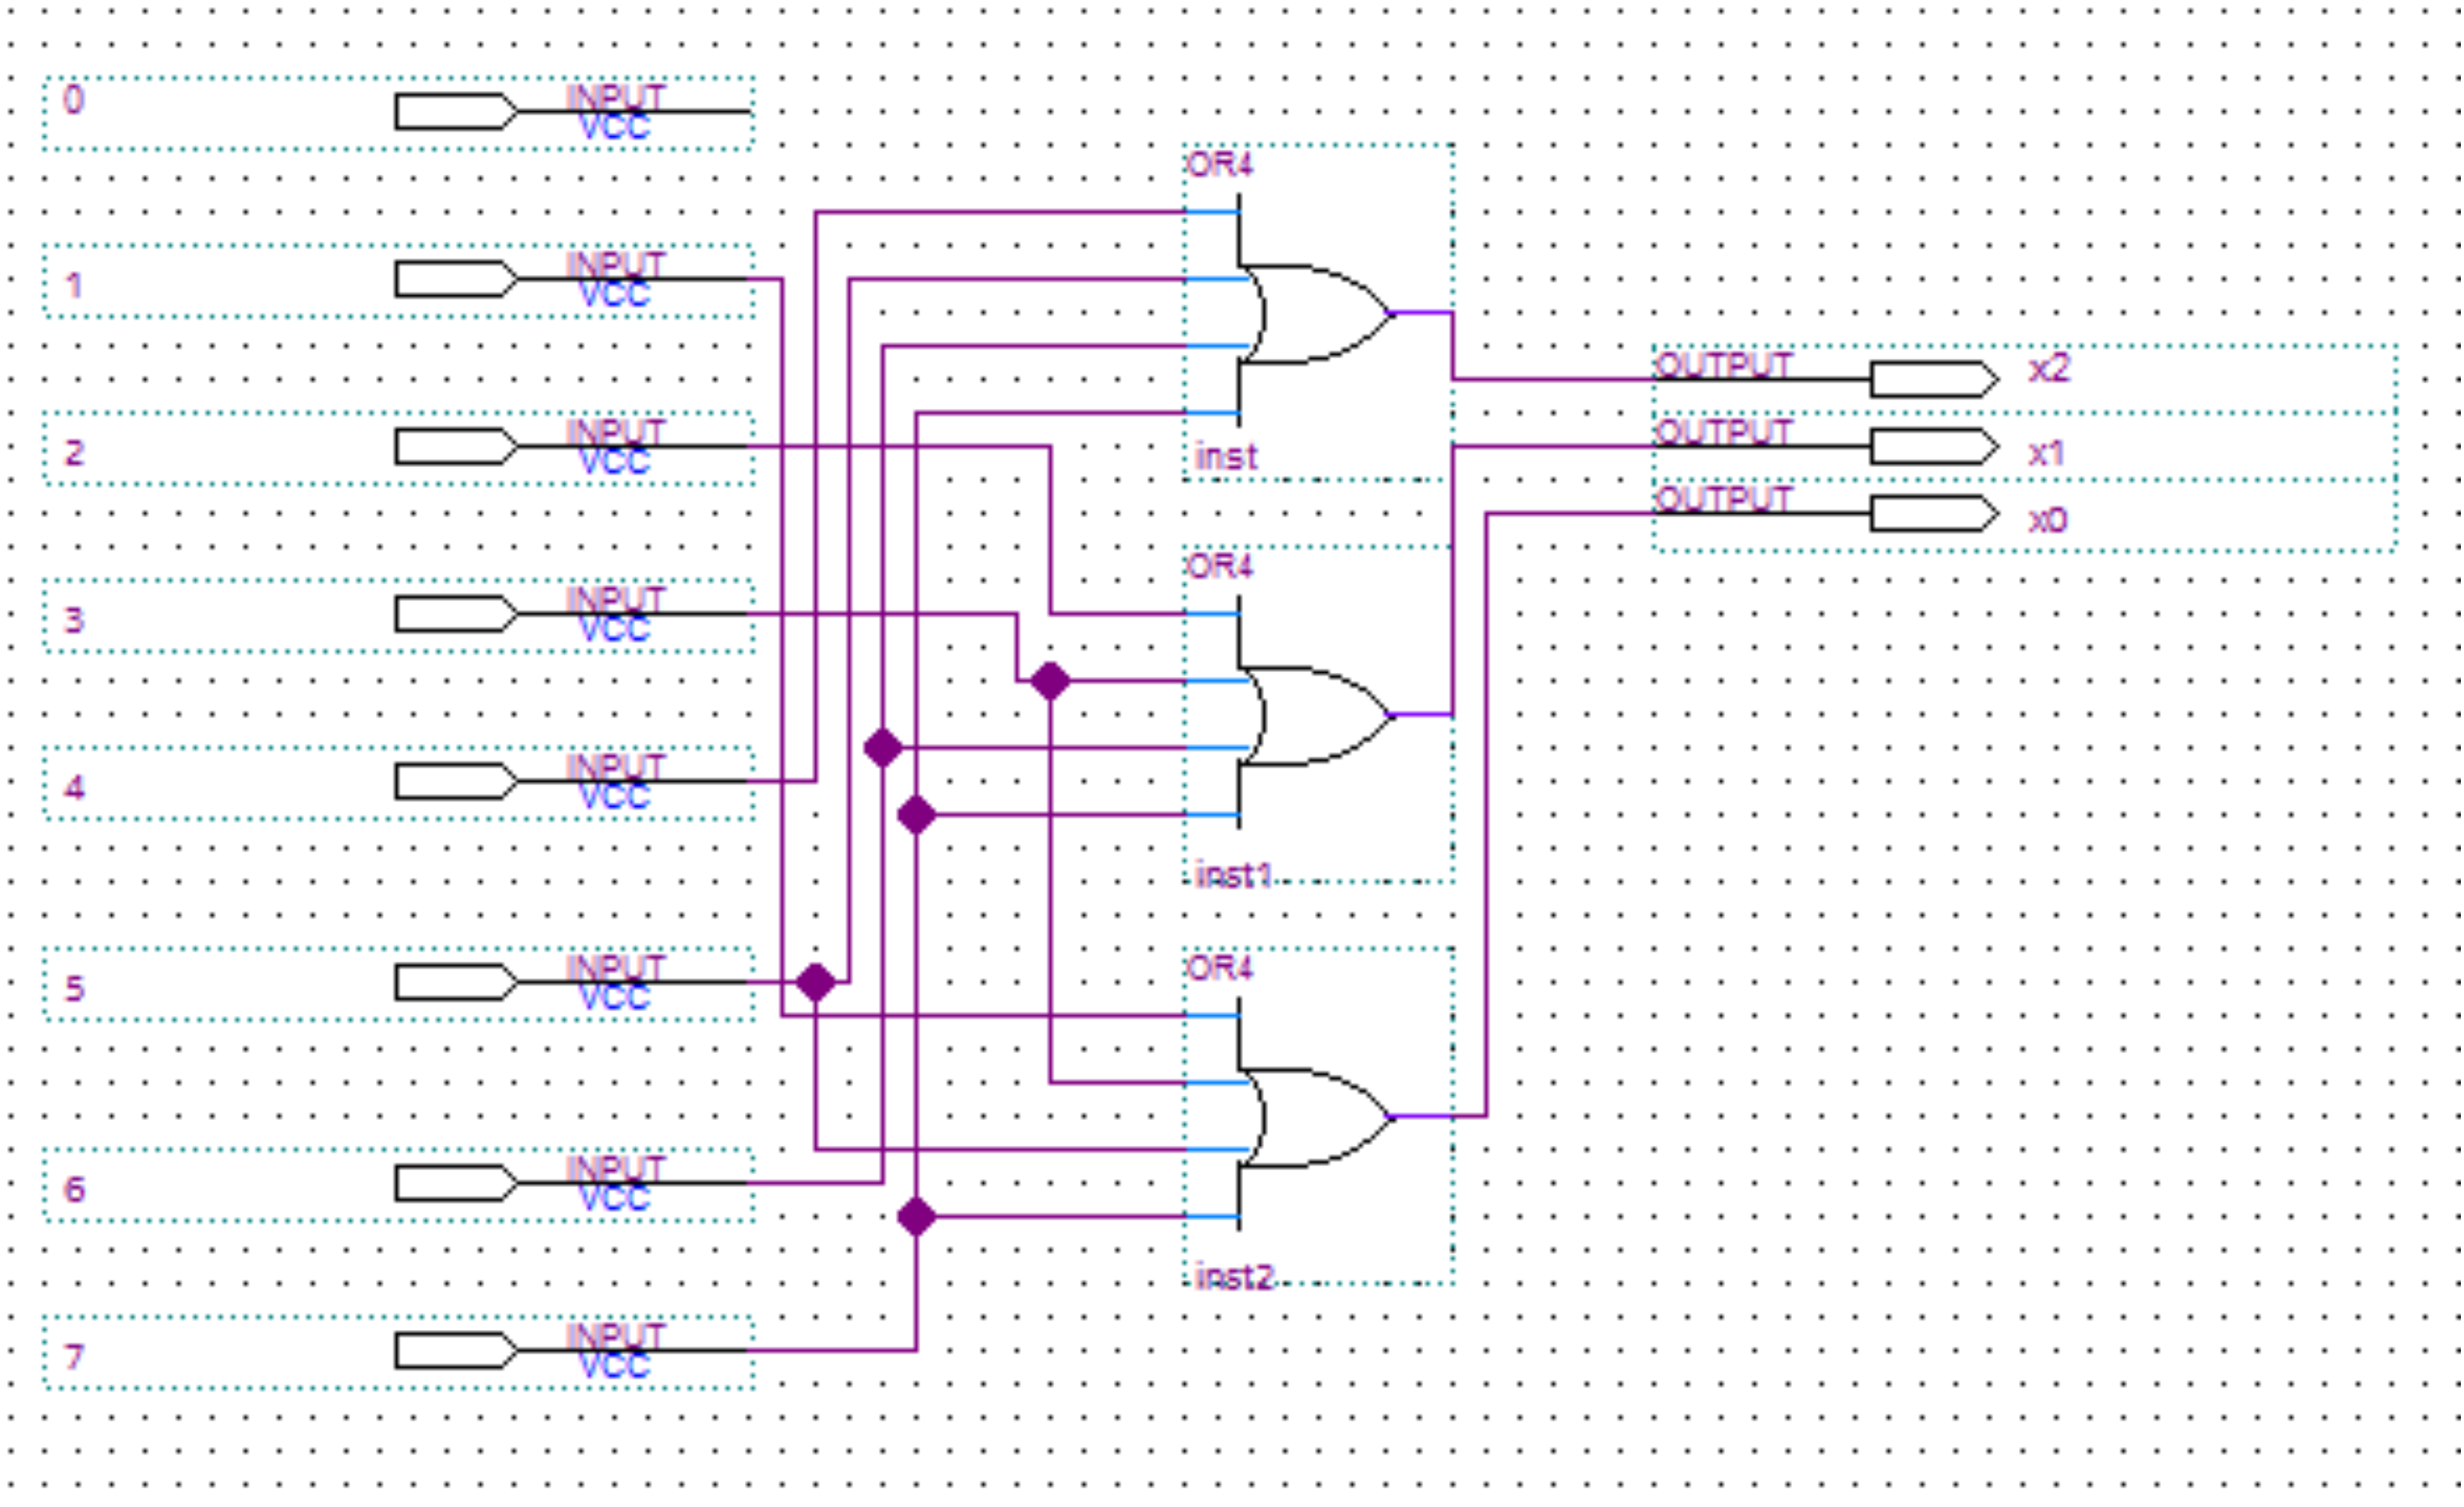 0
INPUT
VCC
1
INPUT
VCC
2
INPUT
VCC
3
INPUT
VCC
4
INPUT
VCC
5
INPUT
VCC
6
INPUT
VCC
7
INPUT
VCC
OR4
inst
OR4
inst1
OR4
inst2
OUTPUT
x2
OUTPUT
x1
OUTPUT
x0